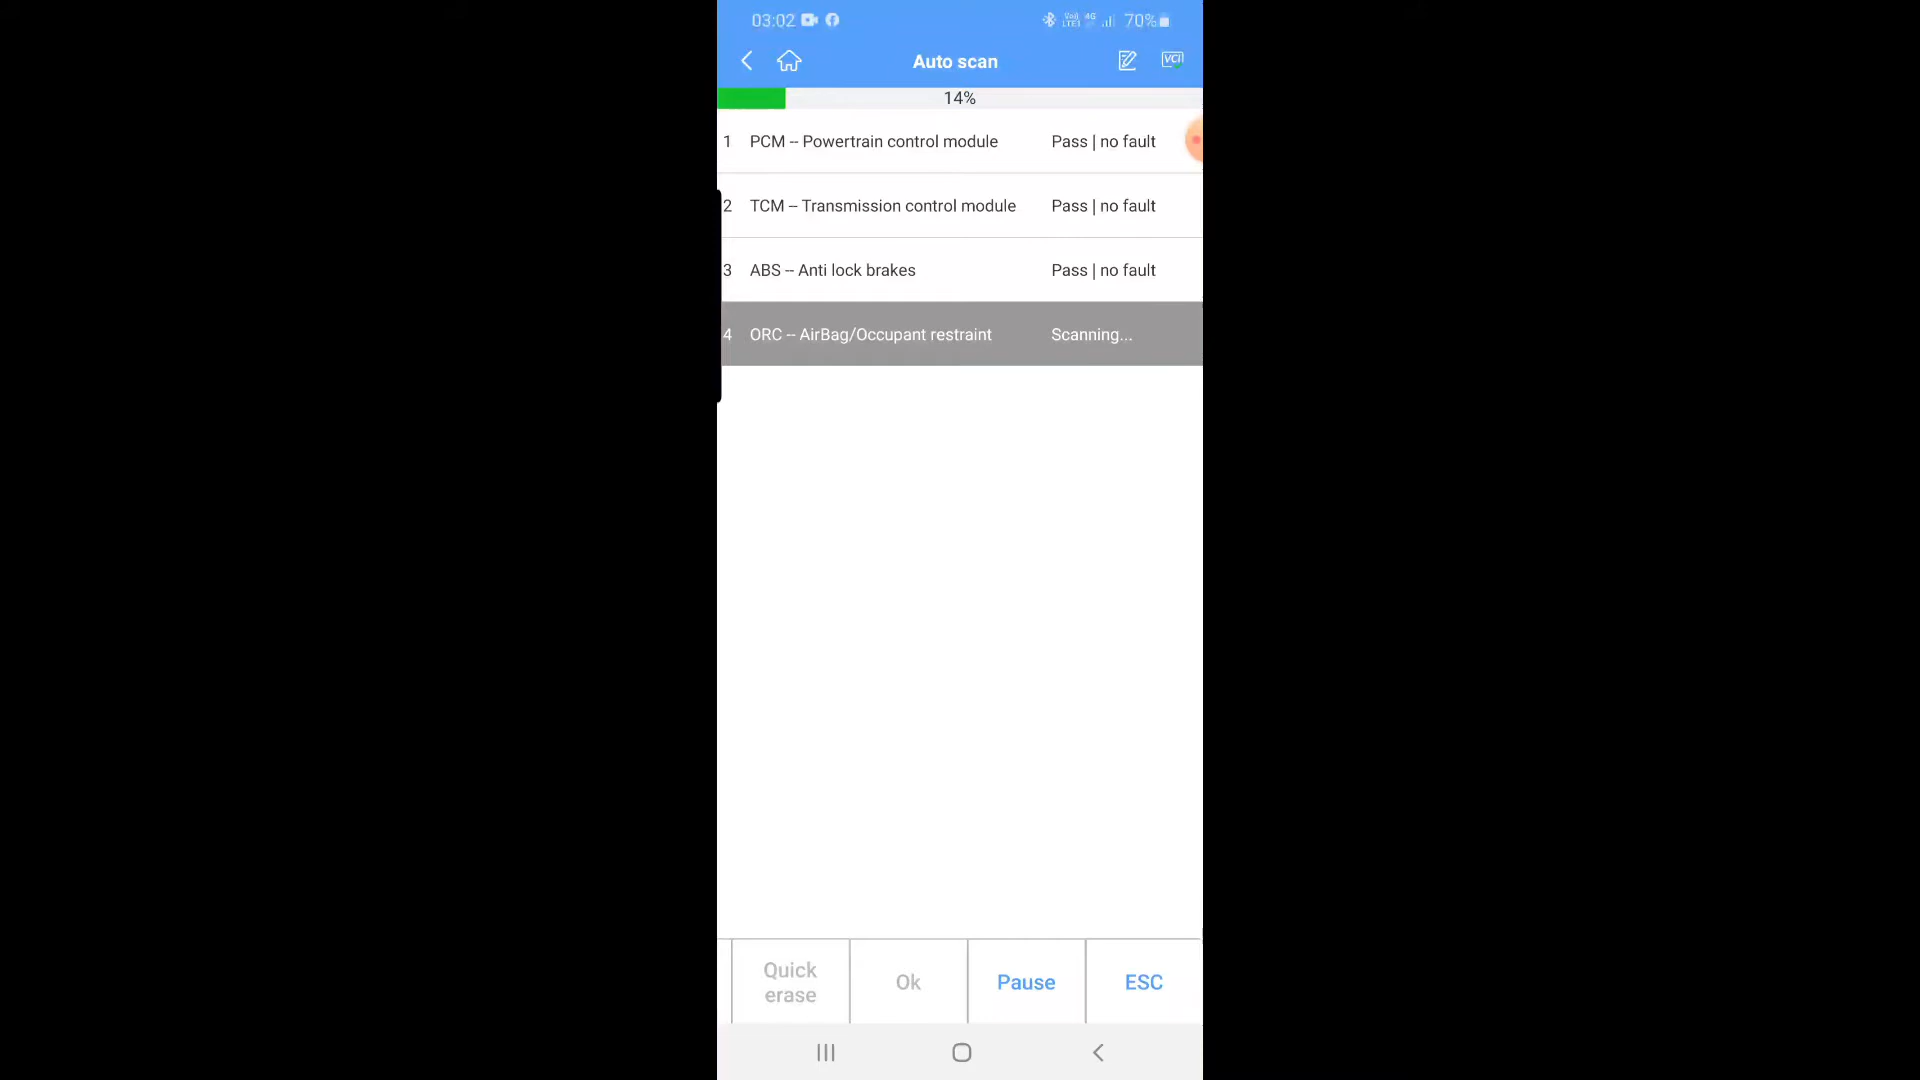 03:02 70%
Auto scan VCI
14%
1 PCM -- Powertrain control module Pass | no fault
2 TCM -- Transmission control module Pass | no fault
3 ABS -- Anti lock brakes Pass | no fault
4 ORC -- AirBag/Occupant restraint Scanning...
Quick
erase
Ok Pause ESC